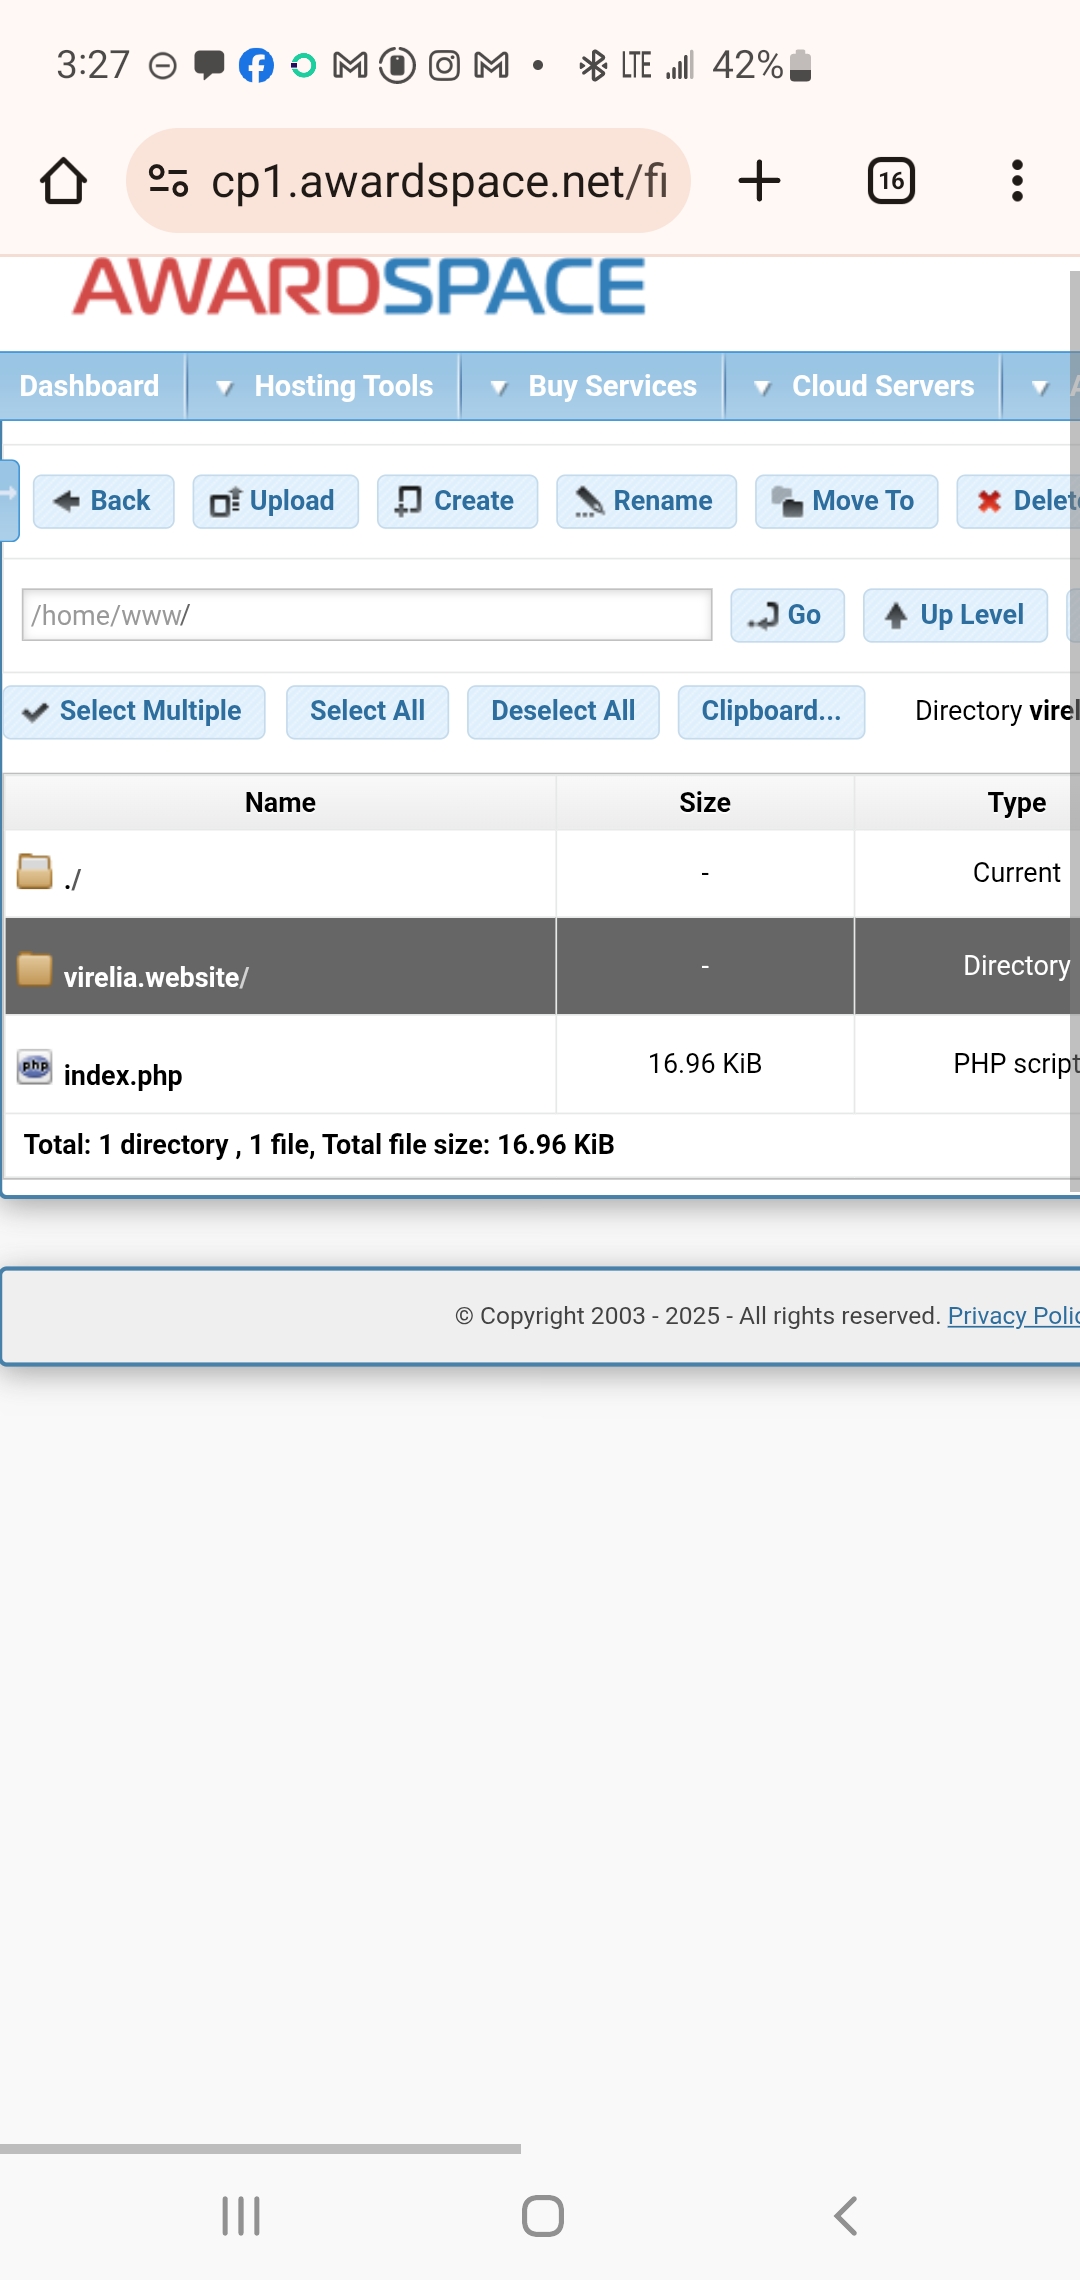 3:27 LTE 42%
cp1.awardspace.net/fi
16
AWARDSPACE
Dashboard Hosting Tools Buy Services Cloud Servers
Back Upload Create Rename Move To Delete
/home/www/ Go Up Level
Select Multiple Select All Deselect All Clipboard... Directory virel
Name Size Type
./ - Current
virelia.website/ - Directory
php index.php 16.96 KiB PHP script
Total: 1 directory , 1 file, Total file size: 16.96 KiB
© Copyright 2003 - 2025 - All rights reserved. Privacy Polic